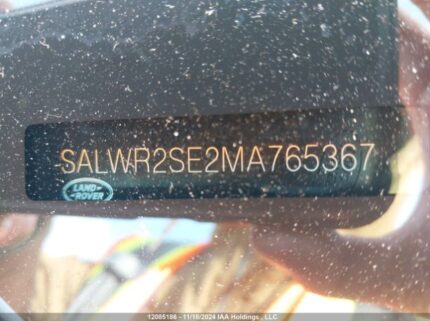 SALWR2SE2MA765367
LAND
ROVER
12085186 - 11/18/2024 IAA Holdings , LLC